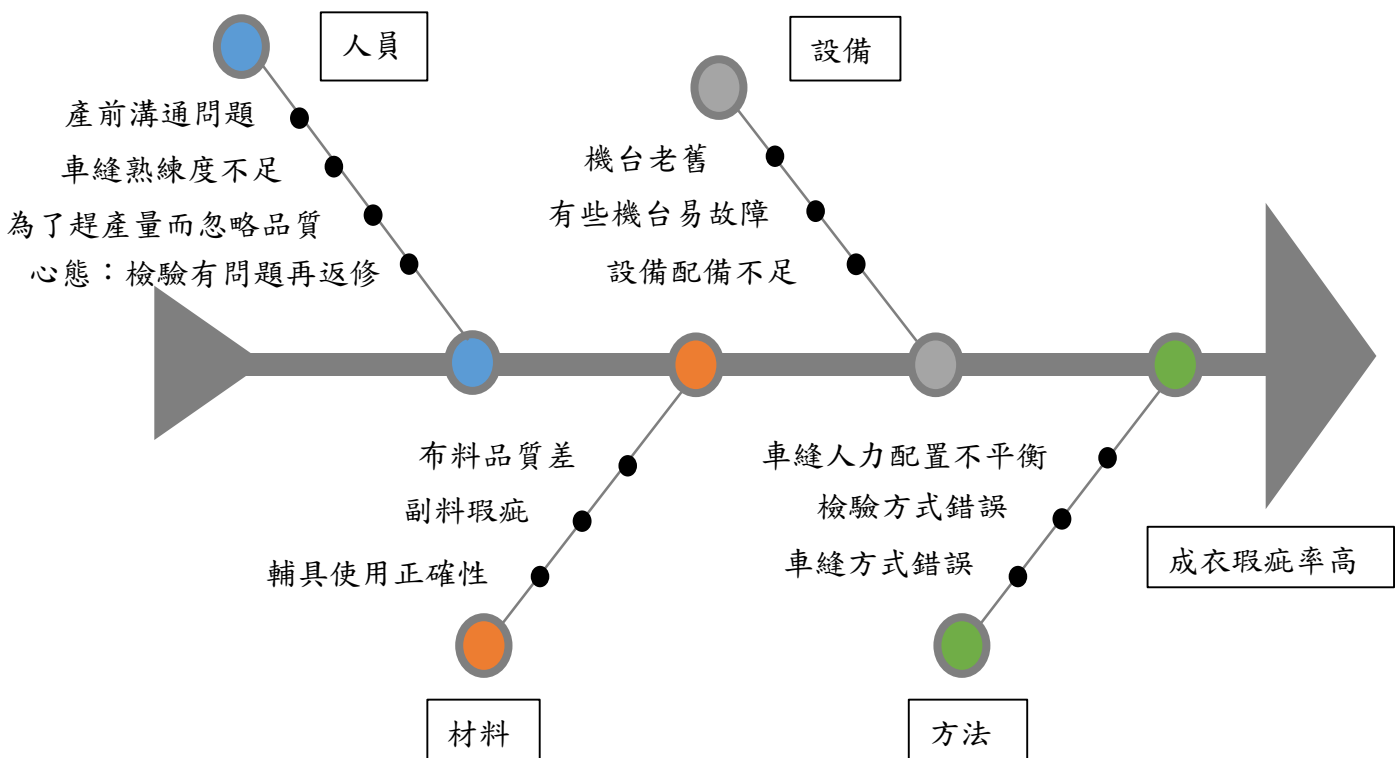 人員
產前溝通問題
車縫熟練度不足
為了趕產量而忽略品質
心態：檢驗有問題再返修
設備
機台老舊
有些機台易故障
設備配備不足
布料品質差
副料瑕疵
輔具使用正確性
材料
車縫人力配置不平衡
檢驗方式錯誤
車縫方式錯誤
方法
成衣瑕疵率高